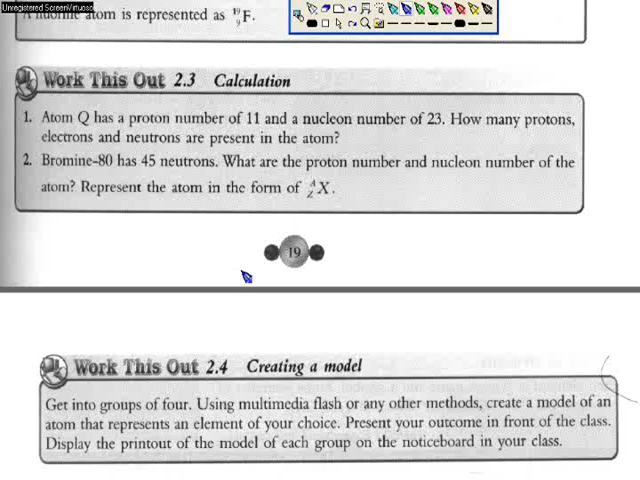 Unregistered ScreenVirtuoso
A fluorine atom is represented as ¹⁹₉F.
Work This Out 2.3 Calculation
1. Atom Q has a proton number of 11 and a nucleon number of 23. How many protons,
electrons and neutrons are present in the atom?
2. Bromine-80 has 45 neutrons. What are the proton number and nucleon number of the
atom? Represent the atom in the form of ᴬ_ZX.
19
Work This Out 2.4 Creating a model
Get into groups of four. Using multimedia flash or any other methods, create a model of an
atom that represents an element of your choice. Present your outcome in front of the class.
Display the printout of the model of each group on the noticeboard in your class.